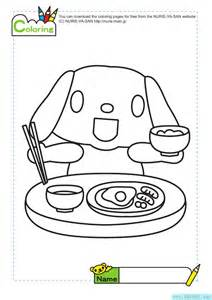 Coloring
You can download the coloring pages for free from the NURIE-YA-SAN website
(C) NURIE-YA-SAN http://nurie.mods.jp
Name